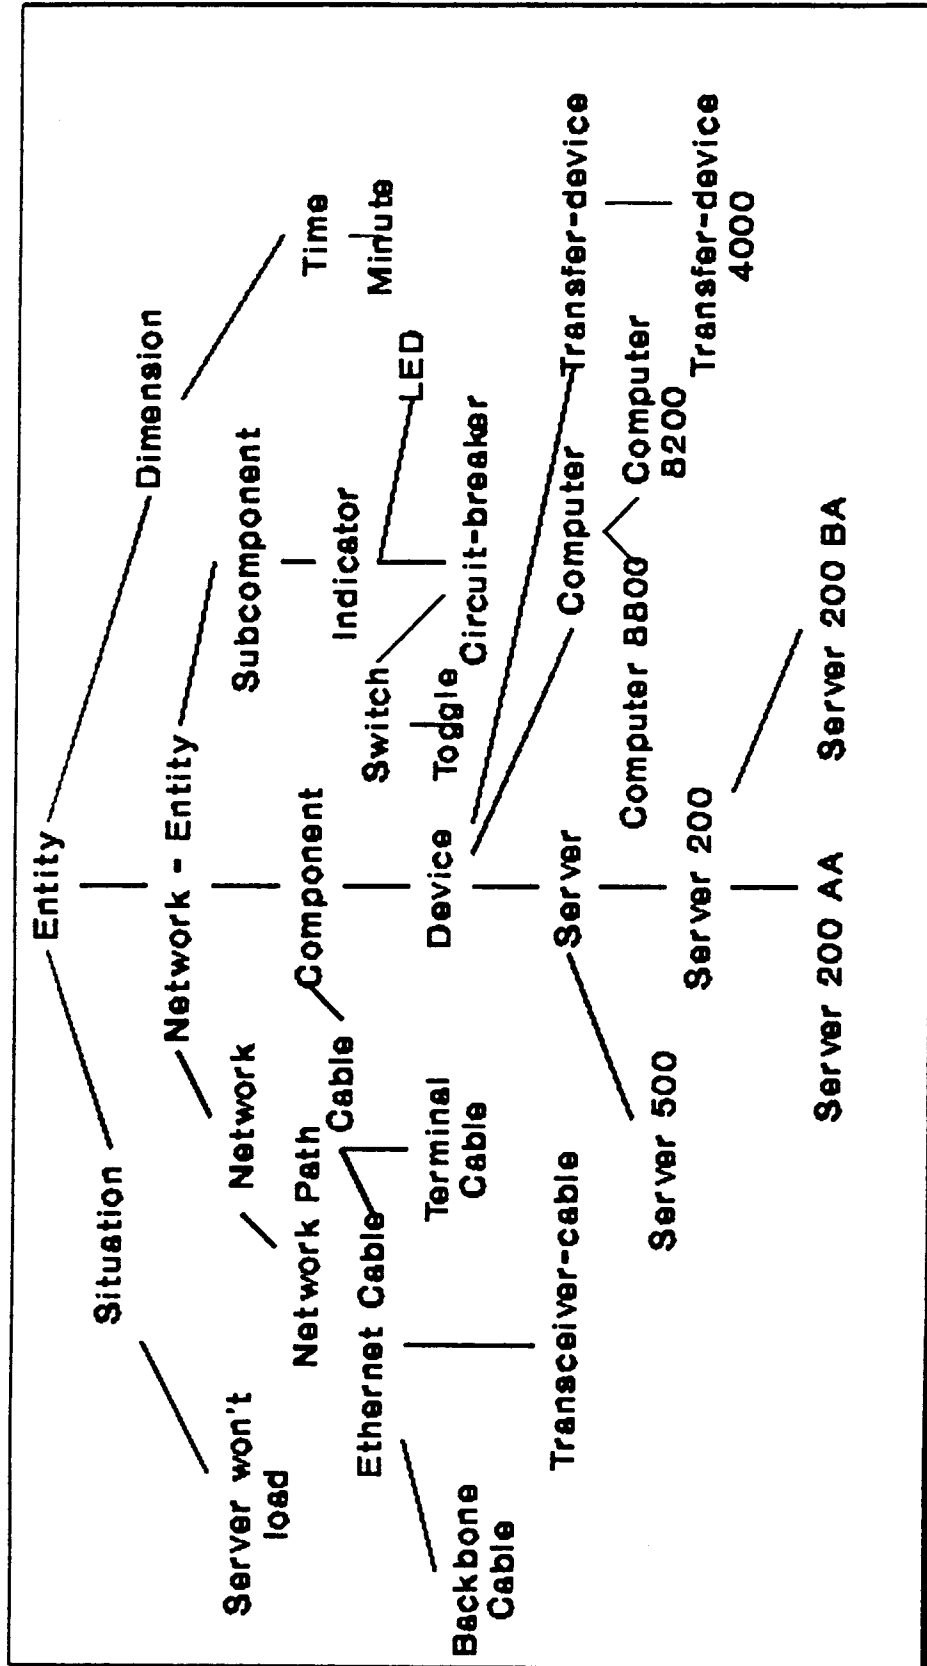 Entity
Situation
Network - Entity
Dimension
Server won't
load
Network
Subcomponent
Time
Network Path
Cable
Component
Indicator
Minute
Ethernet Cable
Switch
LED
Backbone
Cable
Terminal
Cable
Device
Toggle
Circuit-breaker
Transceiver-cable
Server
Computer
Transfer-device
Server 500
Computer 8800
Computer
8200
Server 200
Transfer-device
4000
Server 200 AA
Server 200 BA